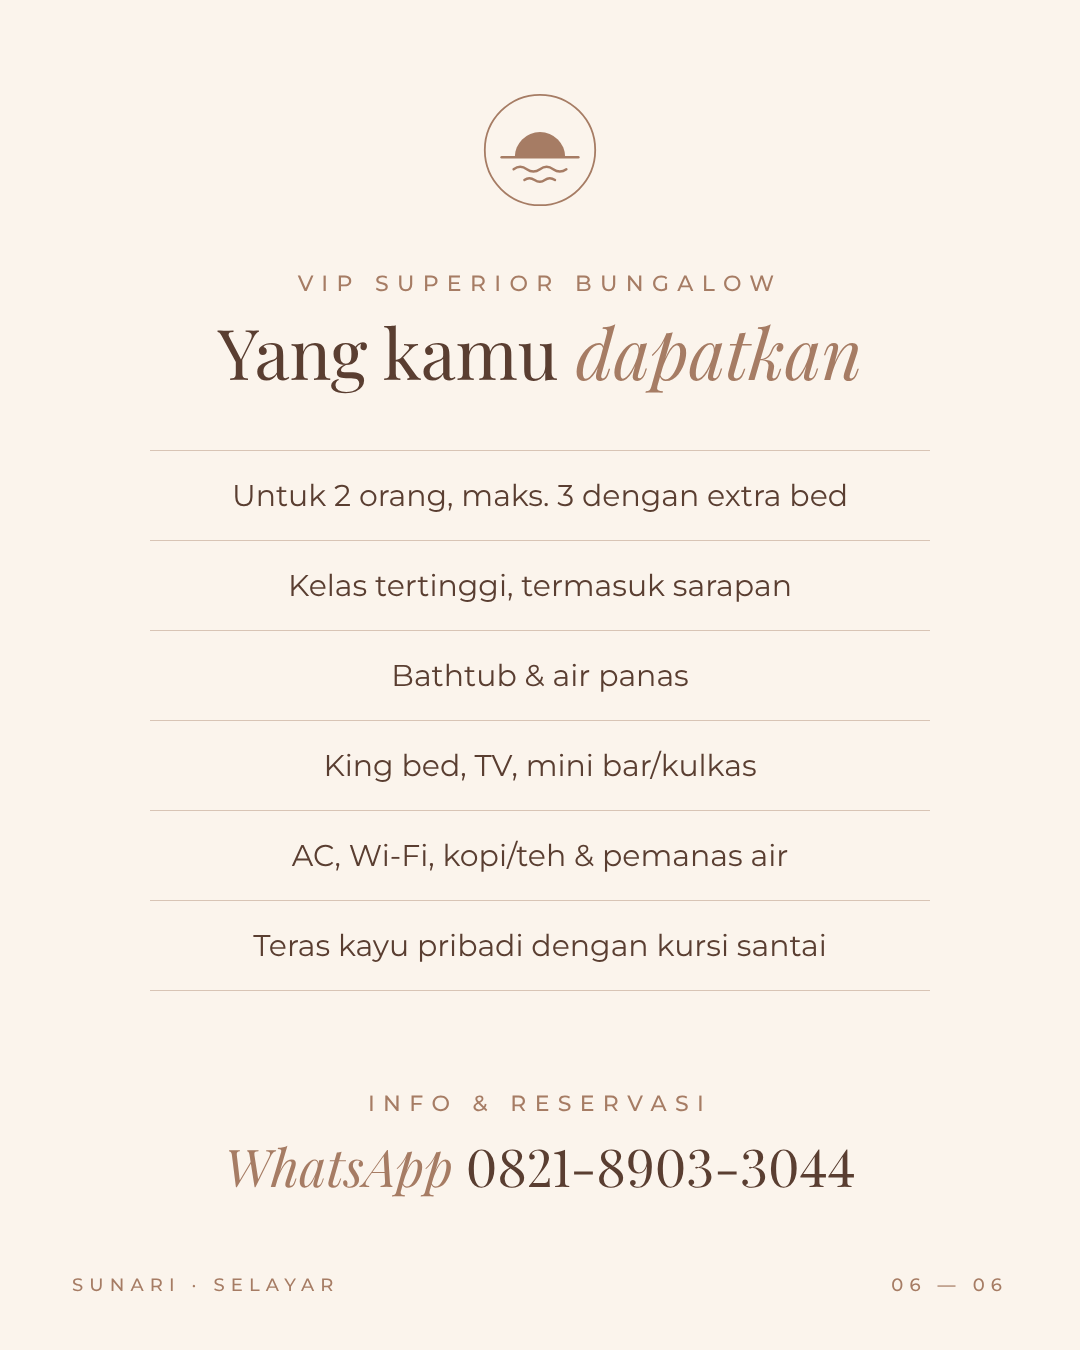 VIP SUPERIOR BUNGALOW
Yang kamu dapatkan
Untuk 2 orang, maks. 3 dengan extra bed
Kelas tertinggi, termasuk sarapan
Bathtub & air panas
King bed, TV, mini bar/kulkas
AC, Wi-Fi, kopi/teh & pemanas air
Teras kayu pribadi dengan kursi santai
INFO & RESERVASI
WhatsApp 0821-8903-3044
SUNARI · SELAYAR
06 — 06